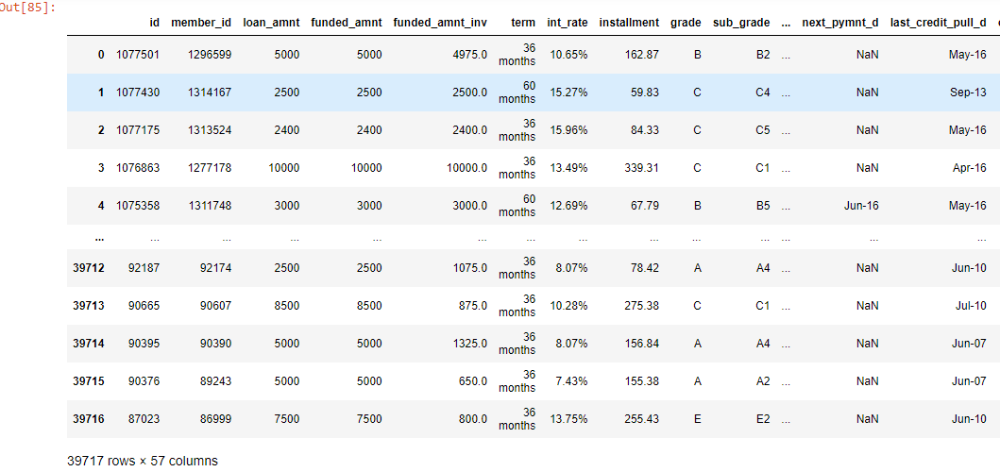 Out[85]:
id member_id loan_amnt funded_amnt funded_amnt_inv term int_rate installment grade sub_grade ... next_pymnt_d last_credit_pull_d
0 1077501 1296599 5000 5000 4975.0 36 months 10.65% 162.87 B B2 ... NaN May-16
1 1077430 1314167 2500 2500 2500.0 60 months 15.27% 59.83 C C4 ... NaN Sep-13
2 1077175 1313524 2400 2400 2400.0 36 months 15.96% 84.33 C C5 ... NaN May-16
3 1076863 1277178 10000 10000 10000.0 36 months 13.49% 339.31 C C1 ... NaN Apr-16
4 1075358 1311748 3000 3000 3000.0 60 months 12.69% 67.79 B B5 ... Jun-16 May-16
... ... ... ... ... ... ... ... ... ... ... ... ... ...
39712 92187 92174 2500 2500 1075.0 36 months 8.07% 78.42 A A4 ... NaN Jun-10
39713 90665 90607 8500 8500 875.0 36 months 10.28% 275.38 C C1 ... NaN Jul-10
39714 90395 90390 5000 5000 1325.0 36 months 8.07% 156.84 A A4 ... NaN Jun-07
39715 90376 89243 5000 5000 650.0 36 months 7.43% 155.38 A A2 ... NaN Jun-07
39716 87023 86999 7500 7500 800.0 36 months 13.75% 255.43 E E2 ... NaN Jun-10
39717 rows × 57 columns